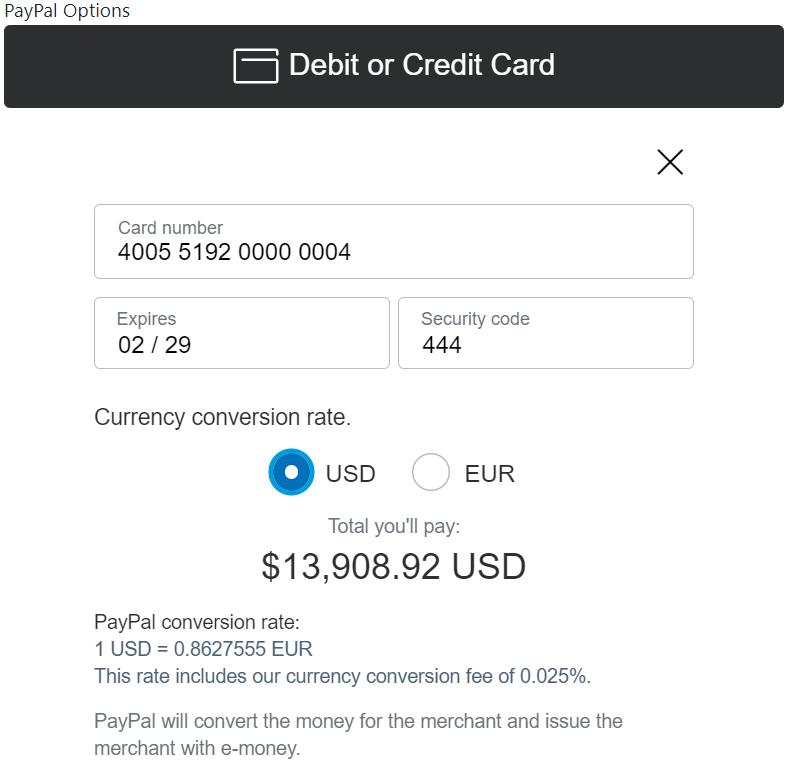 PayPal Options
Debit or Credit Card
Card number
4005 5192 0000 0004
Expires
02 / 29
Security code
444
Currency conversion rate.
USD
EUR
Total you'll pay:
$13,908.92 USD
PayPal conversion rate:
1 USD = 0.8627555 EUR
This rate includes our currency conversion fee of 0.025%.
PayPal will convert the money for the merchant and issue the
merchant with e-money.